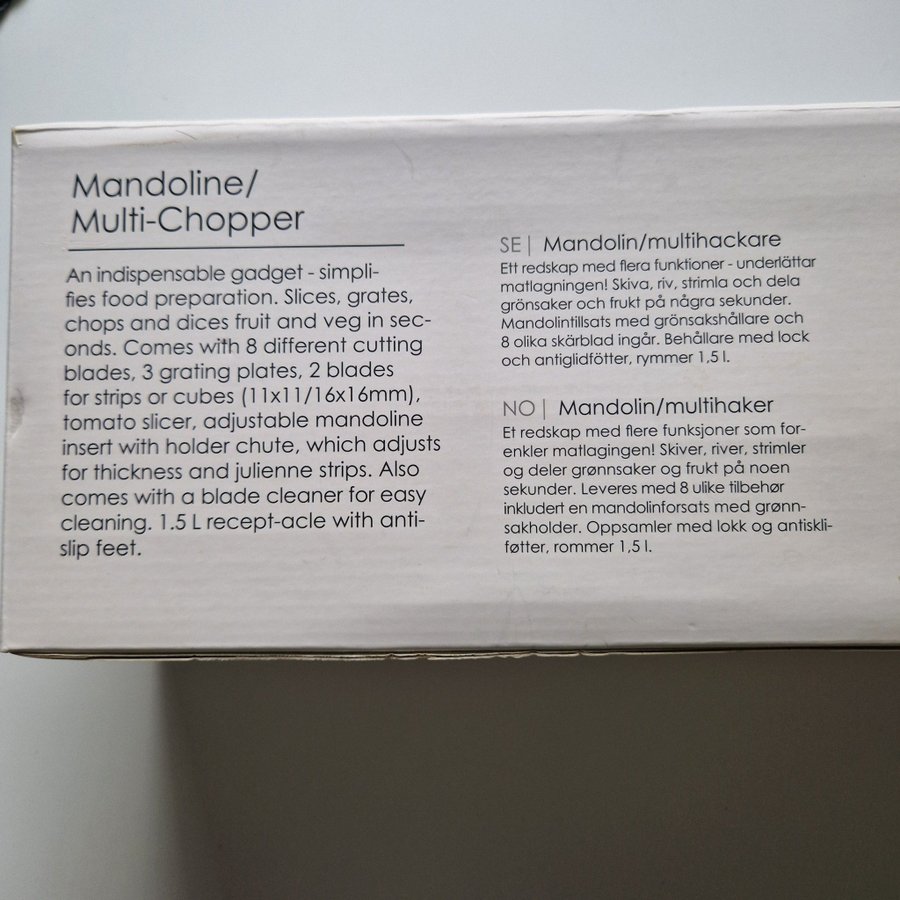 Mandoline/
Multi-Chopper
An indispensable gadget - simpli-
fies food preparation. Slices, grates,
chops and dices fruit and veg in sec-
onds. Comes with 8 different cutting
blades, 3 grating plates, 2 blades
for strips or cubes (11x11/16x16mm),
tomato slicer, adjustable mandoline
insert with holder chute, which adjusts
for thickness and julienne strips. Also
comes with a blade cleaner for easy
cleaning. 1.5 L recept-acle with anti-
slip feet.
SE| Mandolin/multihackare
Ett redskap med flera funktioner - underlättar
matlagningen! Skiva, riv, strimla och dela
grönsaker och frukt på några sekunder.
Mandolintillsats med grönsakshållare och
8 olika skärblad ingår. Behållare med lock
och antiglidfötter, rymmer 1,5 l.
NO| Mandolin/multihaker
Et redskap med flere funksjoner som for-
enkler matlagingen! Skiver, river, strimler
og deler grønnsaker og frukt på noen
sekunder. Leveres med 8 ulike tilbehør
inkludert en mandolinforsats med grønn-
sakholder. Oppsamler med lokk og antiskli-
føtter, rommer 1,5 l.